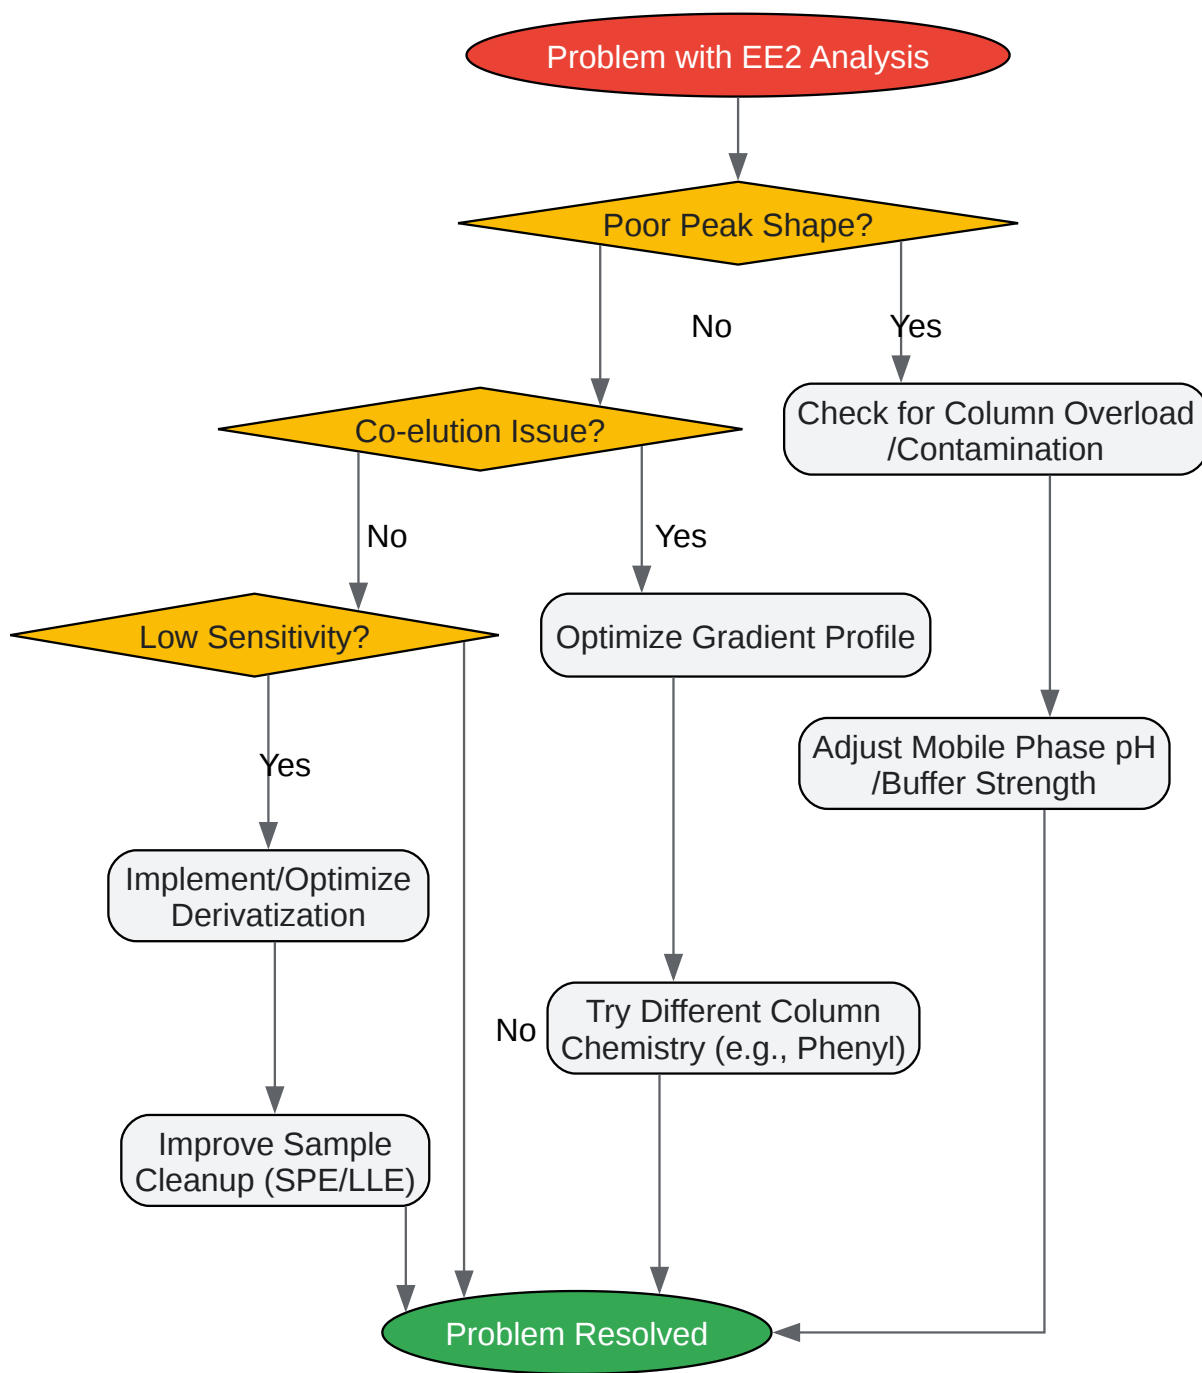 Problem with EE2 Analysis
Poor Peak Shape?
No
Yes
Check for Column Overload
/Contamination
Co-elution Issue?
No
Yes
Low Sensitivity?
Optimize Gradient Profile
Adjust Mobile Phase pH
/Buffer Strength
Yes
Implement/Optimize
Derivatization
No
Try Different Column
Chemistry (e.g., Phenyl)
Improve Sample
Cleanup (SPE/LLE)
Problem Resolved